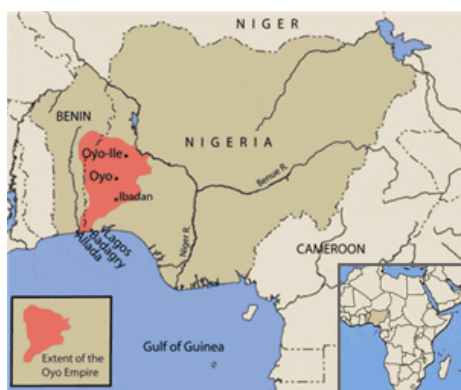 NIGER
BENIN
NIGERIA
Oyo-Ile
Oyo
Ibadan
Benue R.
Niger R.
Lagos
Badagry
CAMEROON
Gulf of Guinea
Extent of the
Oyo Empire